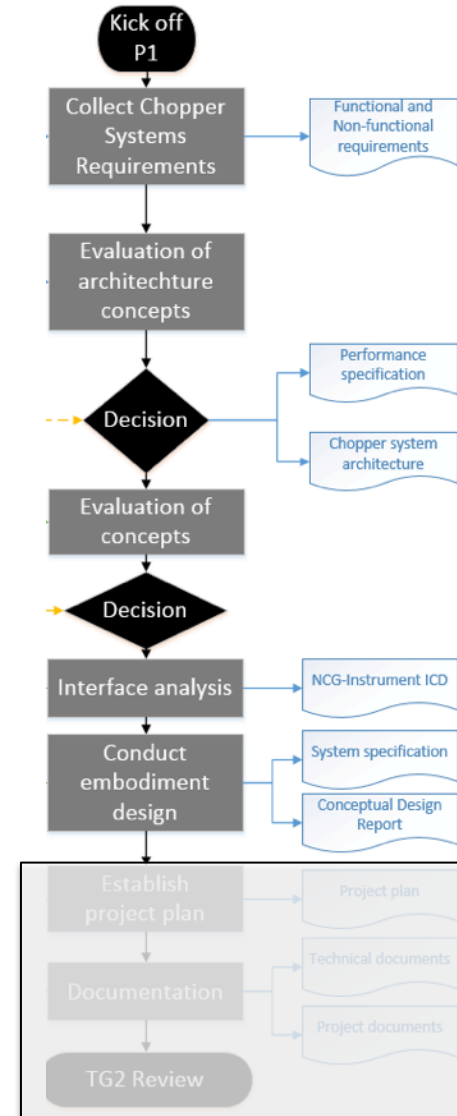 Kick off
P1
Collect Chopper
Systems
Requirements
Functional and
Non-functional
requirements
Evaluation of
architechture
concepts
Decision
Performance
specification
Chopper system
architecture
Evaluation of
concepts
Decision
Interface analysis
NCG-Instrument ICD
Conduct
embodiment
design
System specification
Conceptual Design
Report
Establish
project plan
Project plan
Documentation
Technical documents
Project documents
TG2 Review